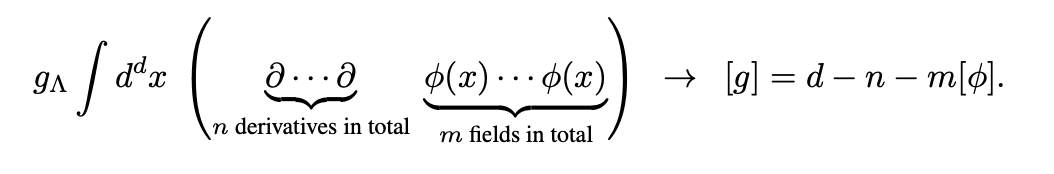 g_Λ ∫ d^d x ( ∂ ⋯ ∂ φ(x) ⋯ φ(x) ) → [g] = d − n − m[φ].
n derivatives in total
m fields in total